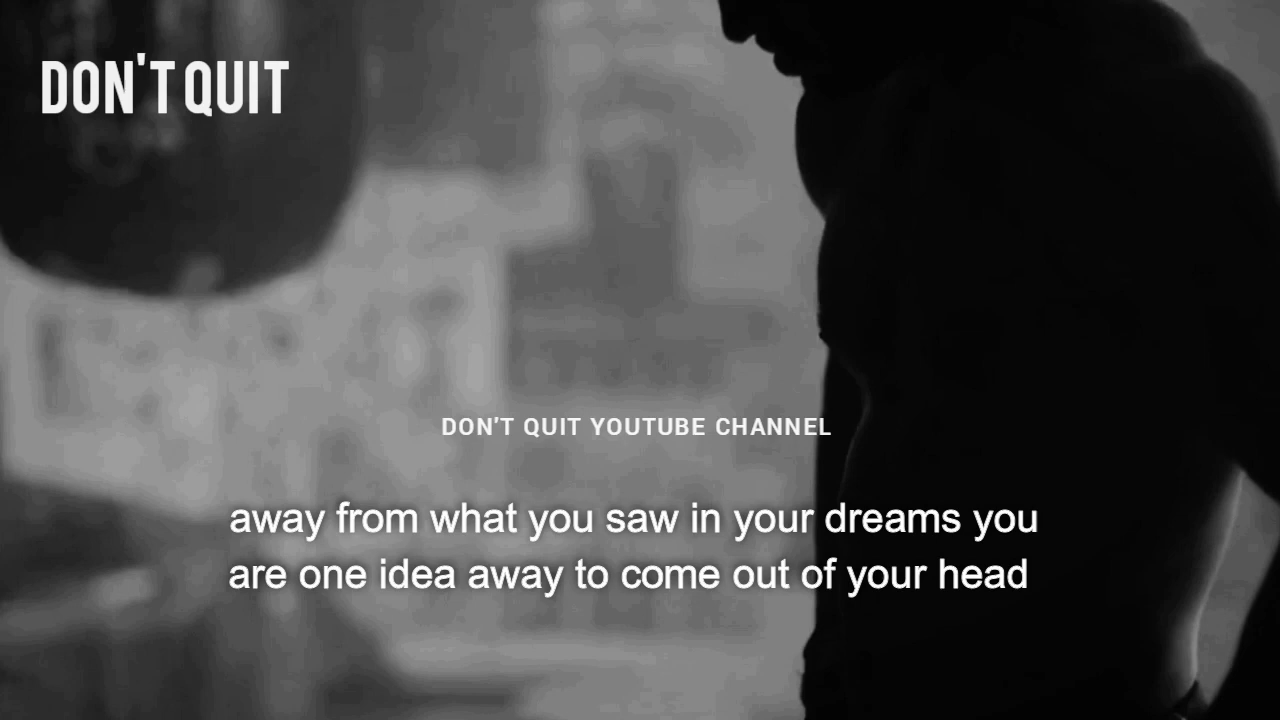 DON'T QUIT
DON'T QUIT YOUTUBE CHANNEL
away from what you saw in your dreams you
are one idea away to come out of your head